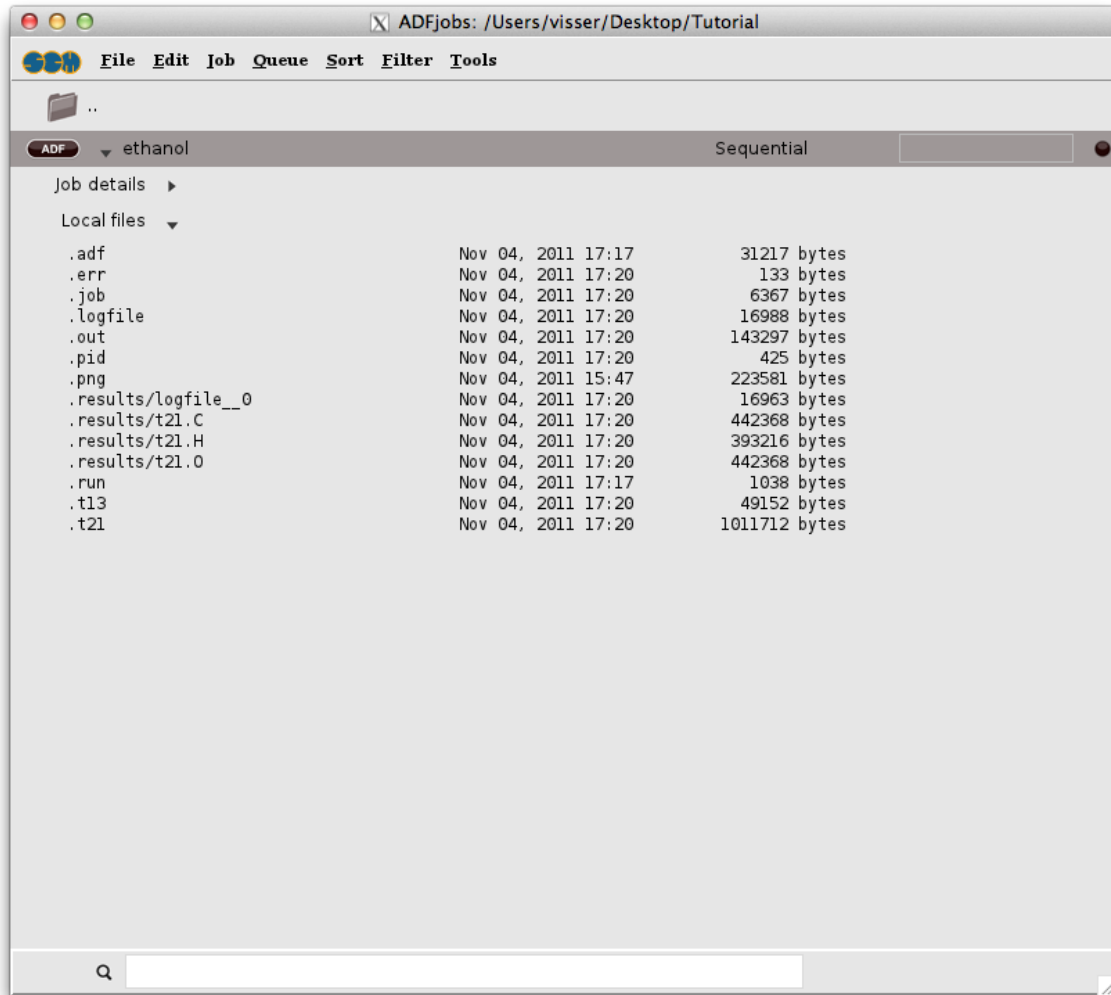 X ADFjobs: /Users/visser/Desktop/Tutorial
SCM File Edit Job Queue Sort Filter Tools
..
ADF ethanol Sequential
Job details
Local files
.adf Nov 04, 2011 17:17 31217 bytes
.err Nov 04, 2011 17:20 133 bytes
.job Nov 04, 2011 17:20 6367 bytes
.logfile Nov 04, 2011 17:20 16988 bytes
.out Nov 04, 2011 17:20 143297 bytes
.pid Nov 04, 2011 17:20 425 bytes
.png Nov 04, 2011 15:47 223581 bytes
.results/logfile__0 Nov 04, 2011 17:20 16963 bytes
.results/t21.C Nov 04, 2011 17:20 442368 bytes
.results/t21.H Nov 04, 2011 17:20 393216 bytes
.results/t21.O Nov 04, 2011 17:20 442368 bytes
.run Nov 04, 2011 17:17 1038 bytes
.t13 Nov 04, 2011 17:20 49152 bytes
.t21 Nov 04, 2011 17:20 1011712 bytes